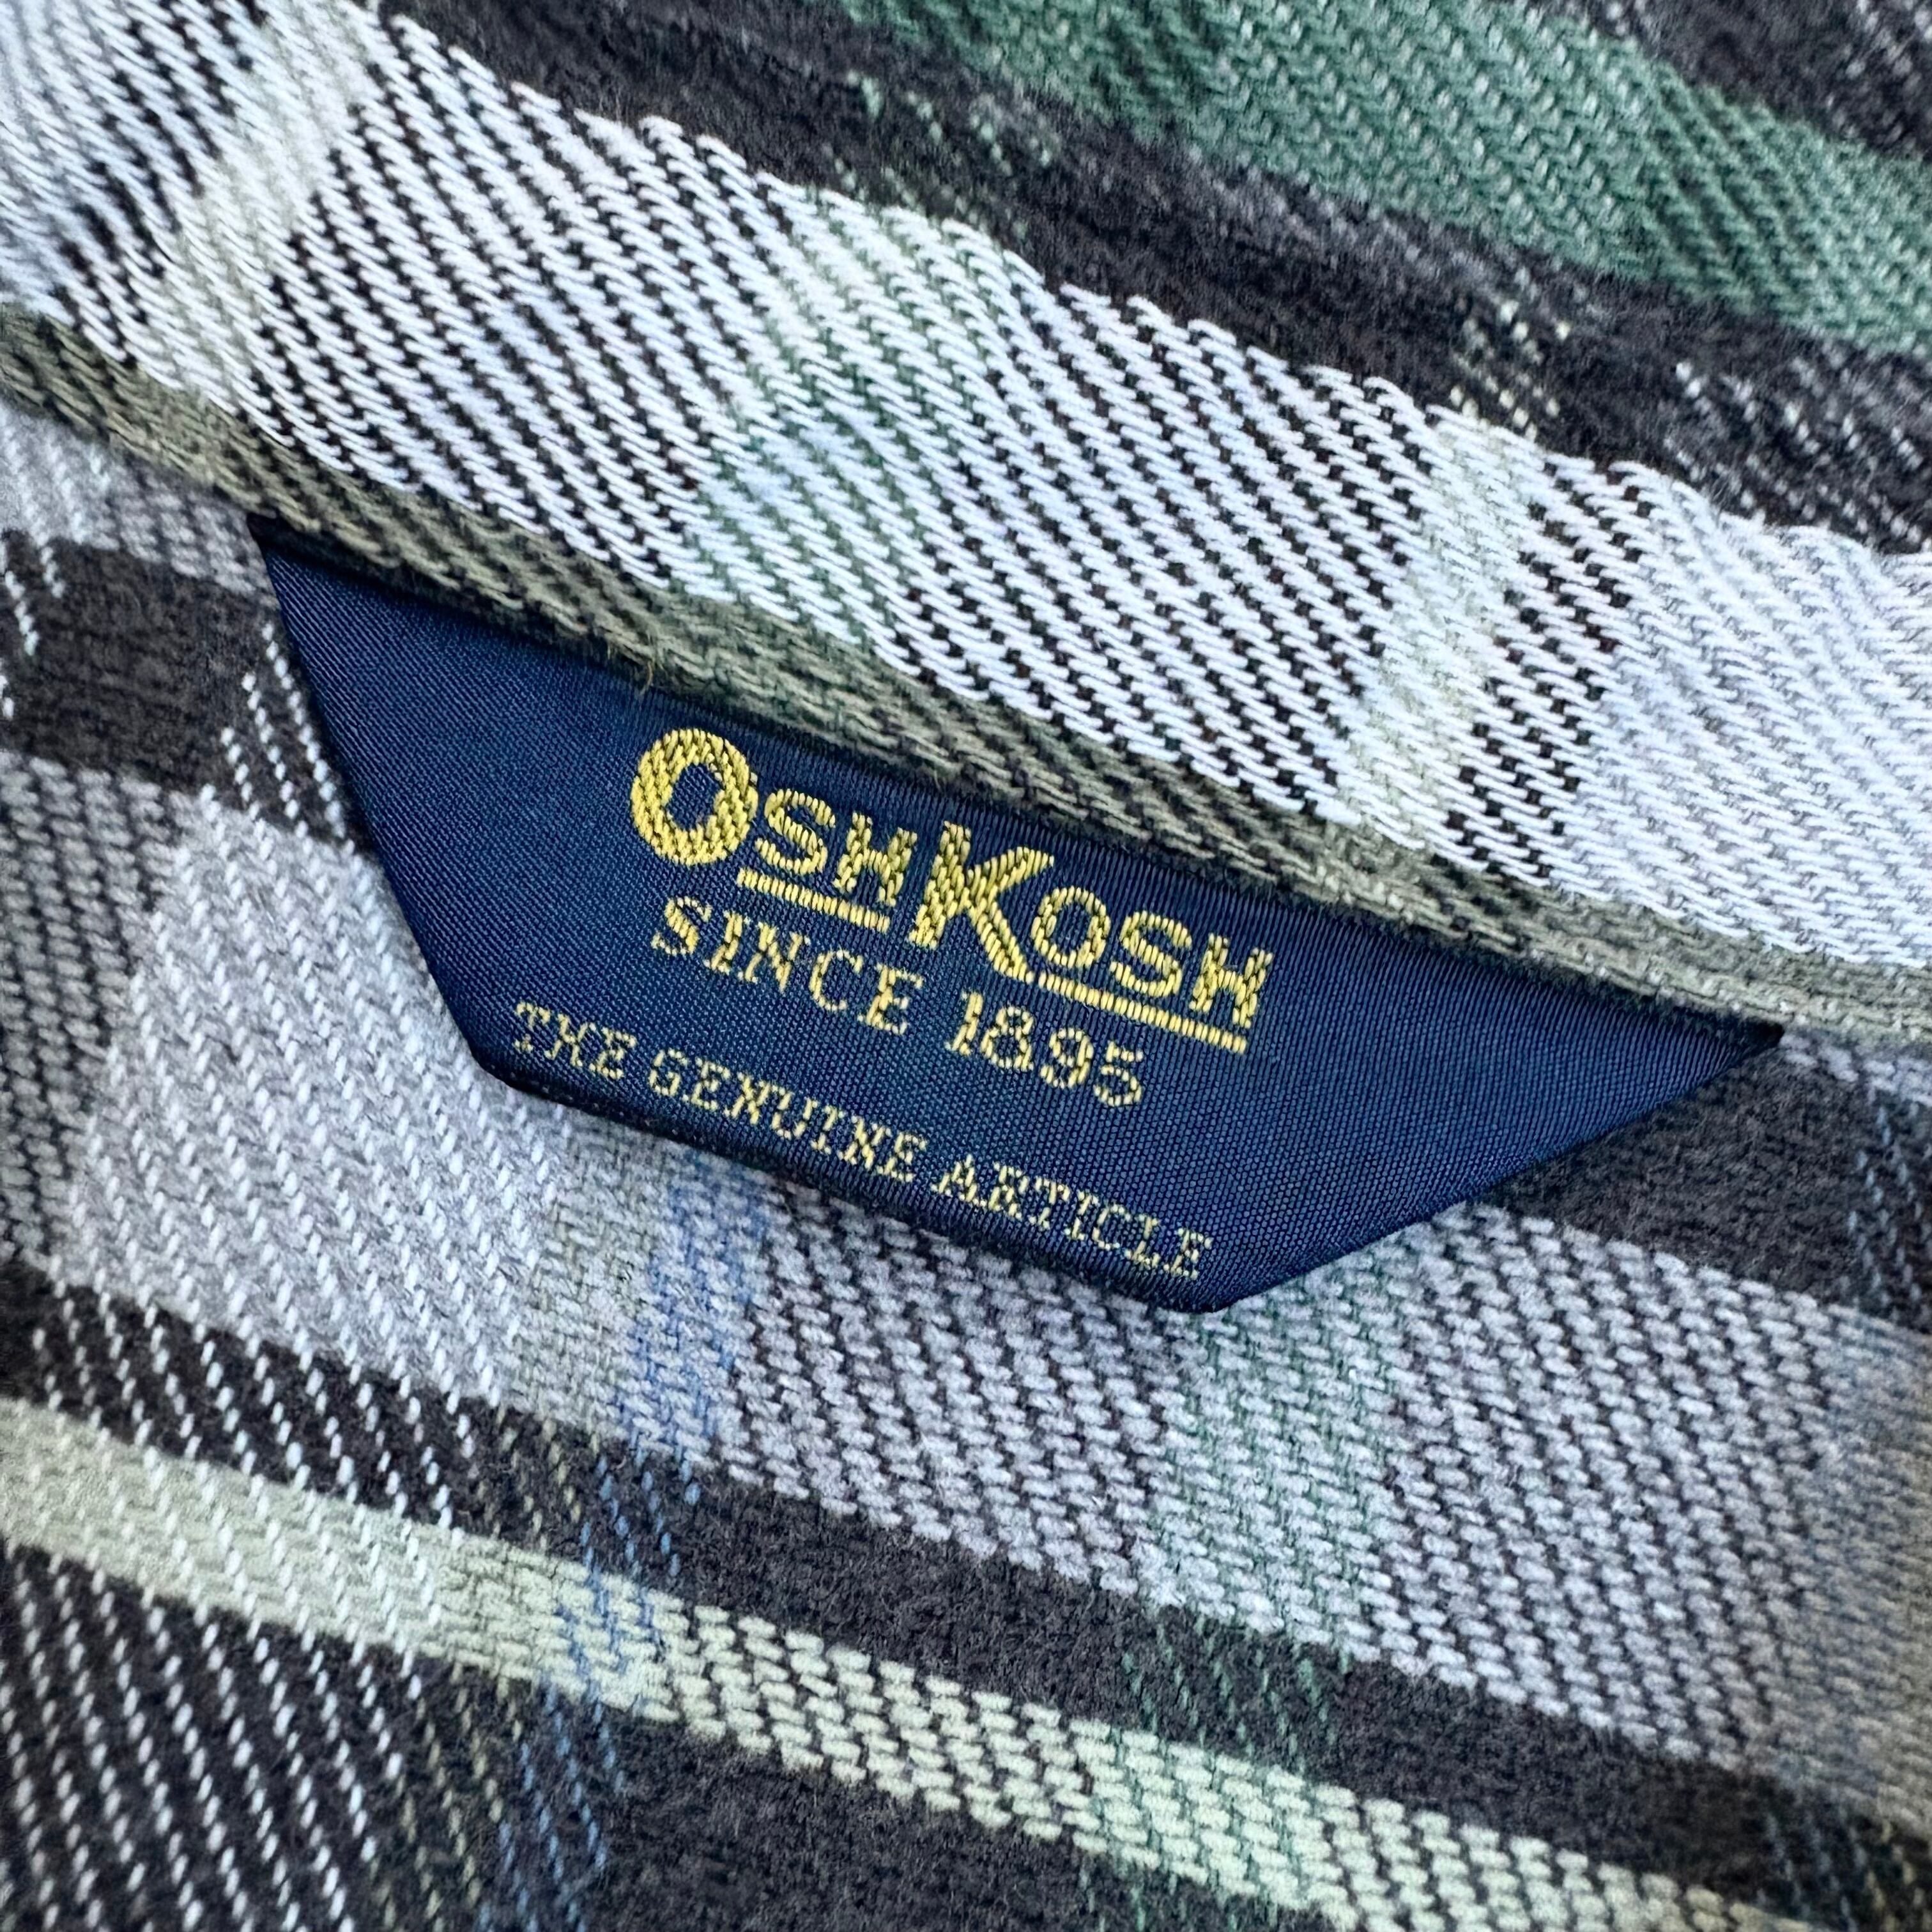 OSHKOSH
SINCE 1895
THE GENUINE ARTICLE